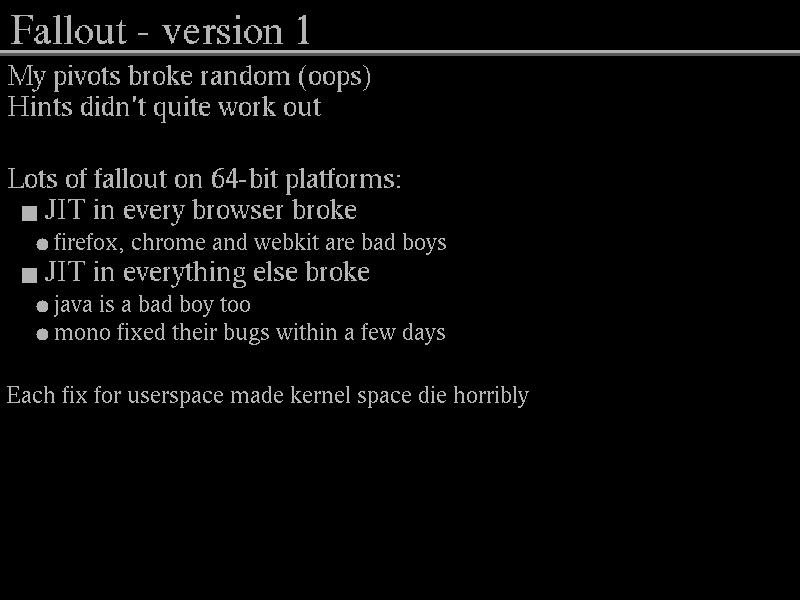 Fallout - version 1
My pivots broke random (oops)
Hints didn't quite work out
Lots of fallout on 64-bit platforms:
JIT in every browser broke
firefox, chrome and webkit are bad boys
JIT in everything else broke
java is a bad boy too
mono fixed their bugs within a few days
Each fix for userspace made kernel space die horribly